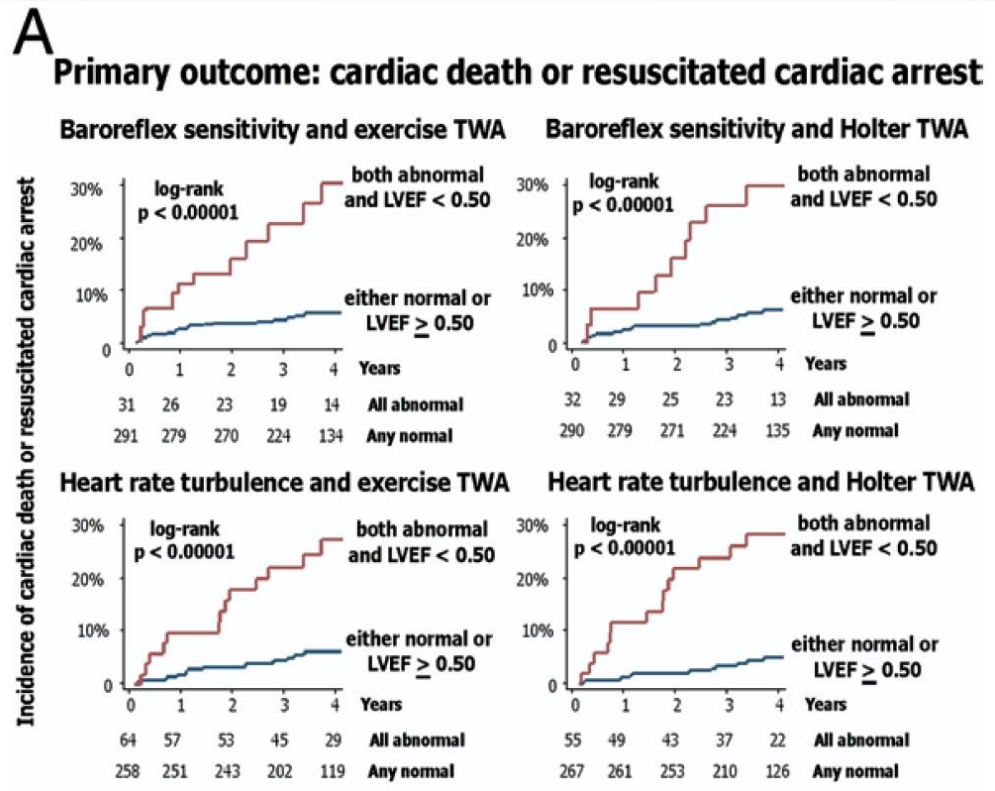 A
Primary outcome: cardiac death or resuscitated cardiac arrest
Incidence of cardiac death or resuscitated cardiac arrest
Baroreflex sensitivity and exercise TWA
30%
20%
10%
0
log-rank
p < 0.00001
both abnormal
and LVEF < 0.50
either normal or
LVEF ≥ 0.50
0 1 2 3 4 Years
31 26 23 19 14 All abnormal
291 279 270 224 134 Any normal
Baroreflex sensitivity and Holter TWA
30%
20%
10%
0
log-rank
p < 0.00001
both abnormal
and LVEF < 0.50
either normal or
LVEF ≥ 0.50
0 1 2 3 4 Years
32 29 25 23 13 All abnormal
290 279 271 224 135 Any normal
Heart rate turbulence and exercise TWA
30%
20%
10%
0
log-rank
p < 0.00001
both abnormal
and LVEF < 0.50
either normal or
LVEF ≥ 0.50
0 1 2 3 4 Years
64 57 53 45 29 All abnormal
258 251 243 202 119 Any normal
Heart rate turbulence and Holter TWA
30%
20%
10%
0
log-rank
p < 0.00001
both abnormal
and LVEF < 0.50
either normal or
LVEF ≥ 0.50
0 1 2 3 4 Years
55 49 43 37 22 All abnormal
267 261 253 210 126 Any normal